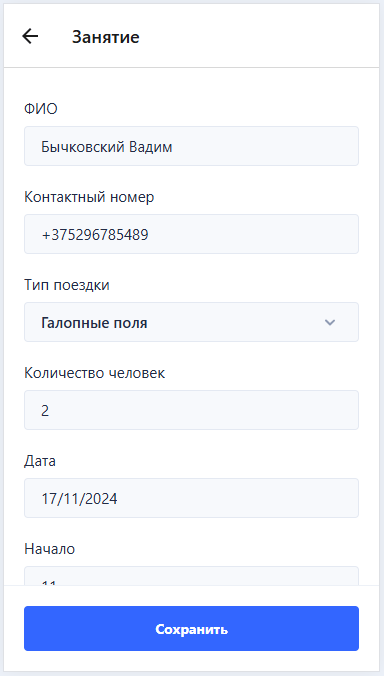 Занятие
ФИО
Бычковский Вадим
Контактный номер
+375296785489
Тип поездки
Галопные поля
Количество человек
2
Дата
17/11/2024
Начало
11
Сохранить